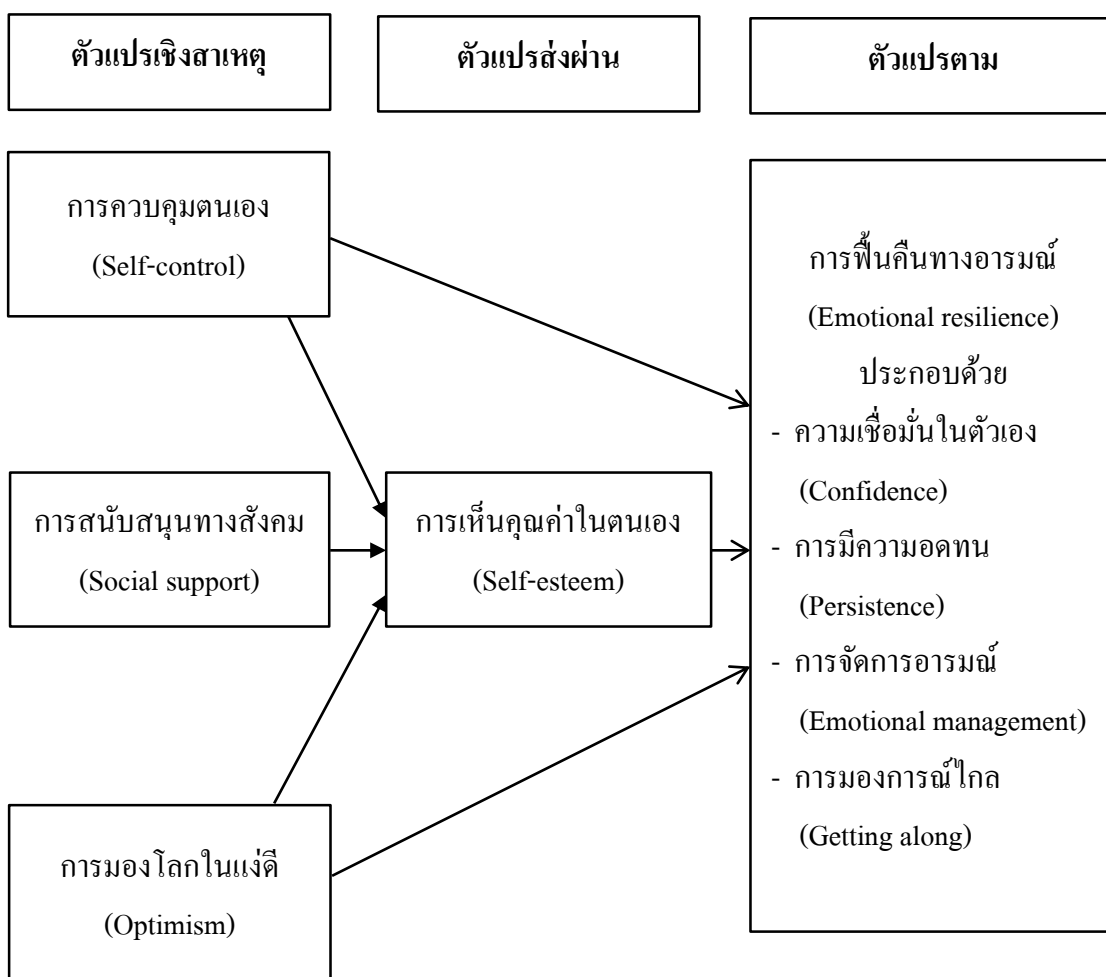 ตัวแปรเชิงสาเหตุ
ตัวแปรส่งผ่าน
ตัวแปรตาม
การควบคุมตนเอง
(Self-control)
การสนับสนุนทางสังคม
(Social support)
การมองโลกในแง่ดี
(Optimism)
การเห็นคุณค่าในตนเอง
(Self-esteem)
การฟื้นคืนทางอารมณ์
(Emotional resilience)
ประกอบด้วย
- ความเชื่อมั่นในตัวเอง
(Confidence)
- การมีความอดทน
(Persistence)
- การจัดการอารมณ์
(Emotional management)
- การมองการณ์ไกล
(Getting along)